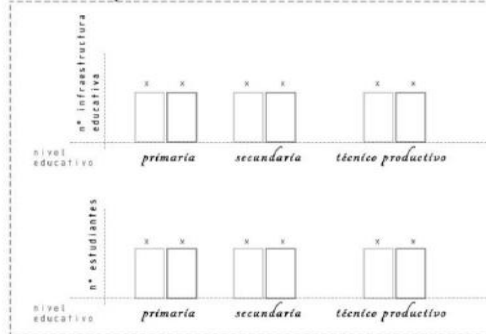 nº infraestructura
educativa
x x x x x x
nivel
educativo
primaria secundaria técnico productivo
nº estudiantes
x x x x x x
nivel
educativo
primaria secundaria técnico productivo